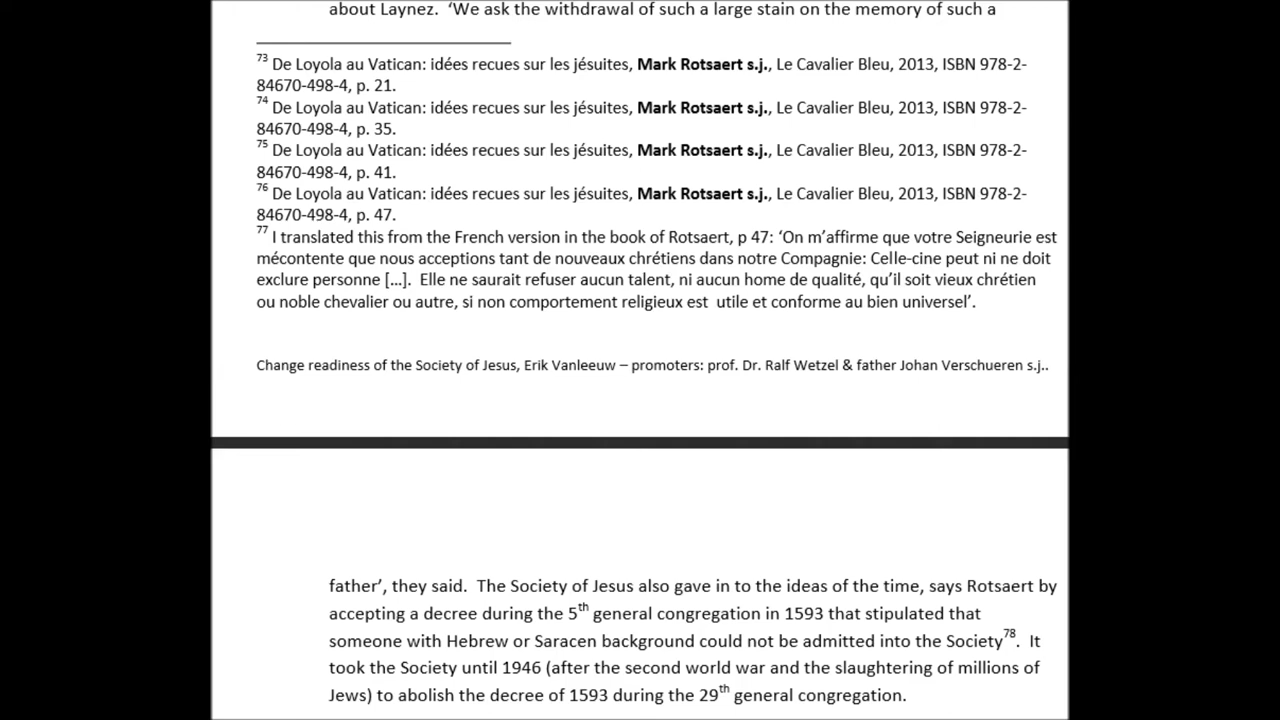 about Laynez.  ‘We ask the withdrawal of such a large stain on the memory of such a
73 De Loyola au Vatican: idées recues sur les jésuites, Mark Rotsaert s.j., Le Cavalier Bleu, 2013, ISBN 978-2-
84670-498-4, p. 21.
74 De Loyola au Vatican: idées recues sur les jésuites, Mark Rotsaert s.j., Le Cavalier Bleu, 2013, ISBN 978-2-
84670-498-4, p. 35.
75 De Loyola au Vatican: idées recues sur les jésuites, Mark Rotsaert s.j., Le Cavalier Bleu, 2013, ISBN 978-2-
84670-498-4, p. 41.
76 De Loyola au Vatican: idées recues sur les jésuites, Mark Rotsaert s.j., Le Cavalier Bleu, 2013, ISBN 978-2-
84670-498-4, p. 47.
77 I translated this from the French version in the book of Rotsaert, p 47: ‘On m’affirme que votre Seigneurie est
mécontente que nous acceptions tant de nouveaux chrétiens dans notre Compagnie: Celle-cine peut ni ne doit
exclure personne […].  Elle ne saurait refuser aucun talent, ni aucun home de qualité, qu’il soit vieux chrétien
ou noble chevalier ou autre, si non comportement religieux est  utile et conforme au bien universel’.
Change readiness of the Society of Jesus, Erik Vanleeuw – promoters: prof. Dr. Ralf Wetzel & father Johan Verschueren s.j..
father’, they said.  The Society of Jesus also gave in to the ideas of the time, says Rotsaert by
accepting a decree during the 5th general congregation in 1593 that stipulated that
someone with Hebrew or Saracen background could not be admitted into the Society78.  It
took the Society until 1946 (after the second world war and the slaughtering of millions of
Jews) to abolish the decree of 1593 during the 29th general congregation.